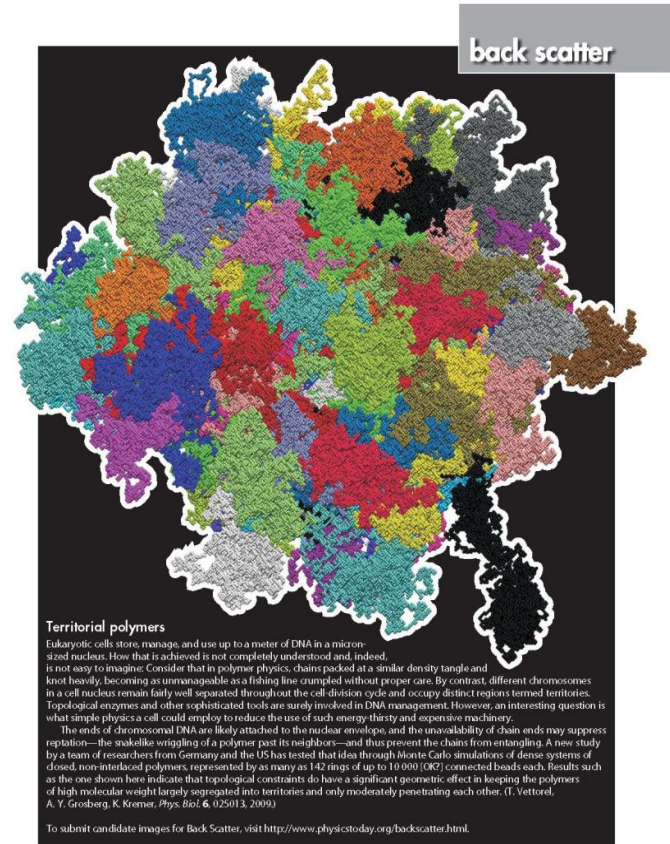 back scatter
Territorial polymers
Eukaryotic cells store, manage, and use up to a meter of DNA in a micron-
sized nucleus. How that is achieved is not completely understood and, indeed,
is not easy to imagine: Consider that in polymer physics, chains packed at a similar density tangle and
knot heavily, becoming as unmanageable as a fishing line crumpled without proper care. By contrast, different chromosomes
in a cell nucleus remain fairly well separated throughout the cell-division cycle and occupy distinct regions termed territories.
Topological enzymes and other sophisticated tools are surely involved in DNA management. However, an interesting question is
what simple physics a cell could employ to reduce the use of such energy-thirsty and expensive machinery.
The ends of chromosomal DNA are likely attached to the nuclear envelope, and the unavailability of chain ends may suppress
reptation—the snakelike wriggling of a polymer past its neighbors—and thus prevent the chains from entangling. A new study
by a team of researchers from Germany and the US has tested that idea through Monte Carlo simulations of dense systems of
closed, non-interlaced polymers, represented by as many as 142 rings of up to 10 000 [OK?] connected beads each. Results such
as the one shown here indicate that topological constraints do have a significant geometric effect in keeping the polymers
of high molecular weight largely segregated into territories and only moderately penetrating each other. (T. Vettorel,
A. Y. Grosberg, K. Kremer, Phys. Biol. 6, 025013, 2009.)
To submit candidate images for Back Scatter, visit http://www.physicstoday.org/backscatter.html.